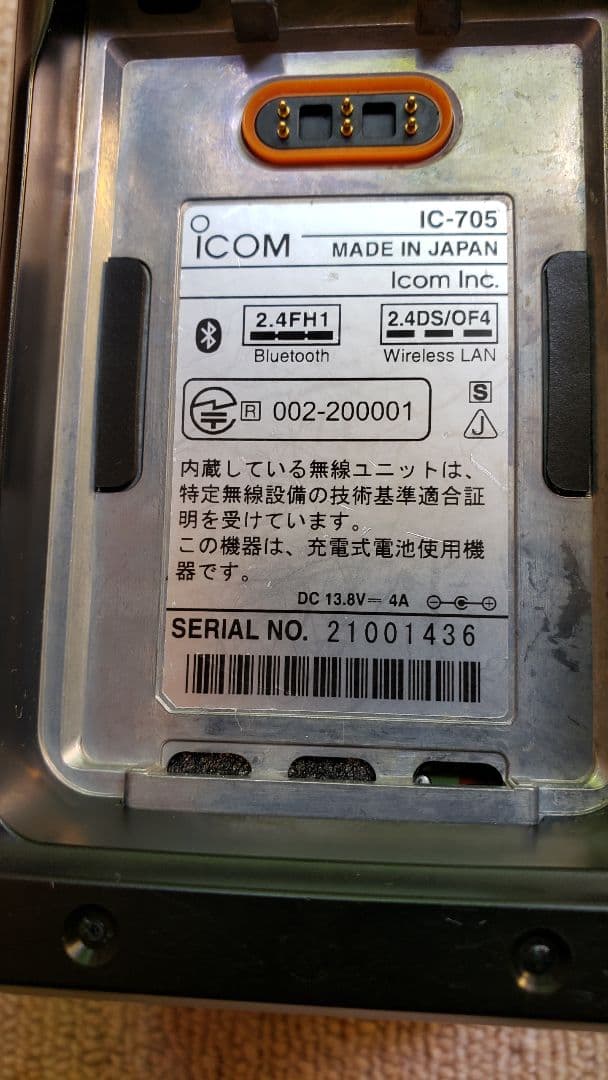 ICOM
IC-705
MADE IN JAPAN
Icom Inc.
2.4FH1
Bluetooth
2.4DS/OF4
Wireless LAN
R 002-200001
S
J
内蔵している無線ユニットは、
特定無線設備の技術基準適合証
明を受けています。
この機器は、充電式電池使用機
器です。
DC 13.8V⎓ 4A
SERIAL NO. 21001436